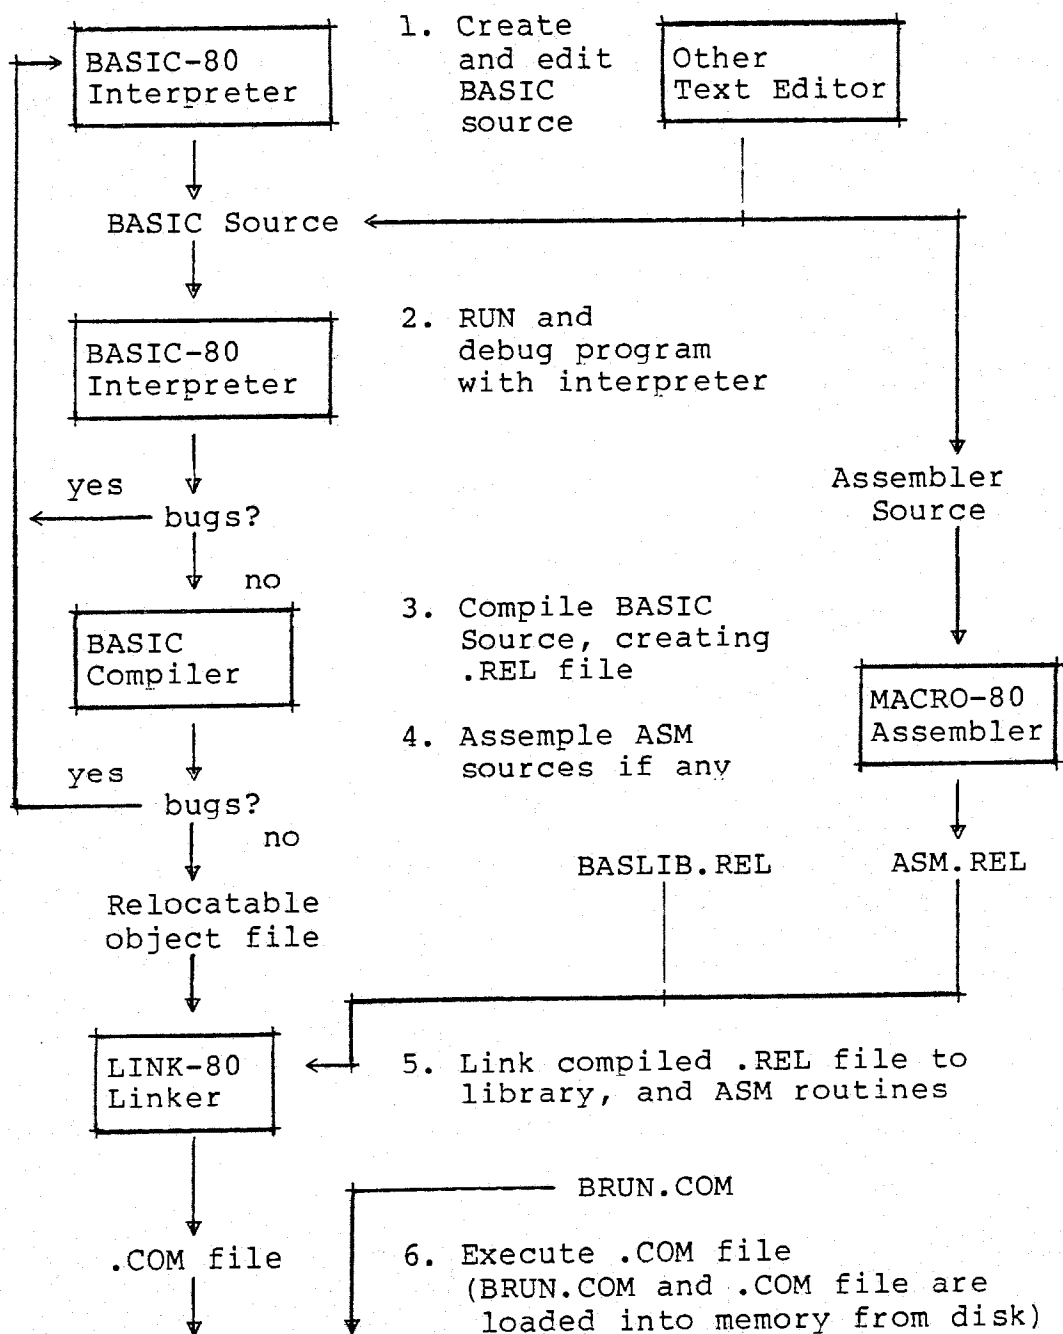 BASIC-80
Interpreter
1. Create
and edit
BASIC
source
Other
Text Editor
BASIC Source
BASIC-80
Interpreter
2. RUN and
debug program
with interpreter
yes
bugs?
no
Assembler
Source
BASIC
Compiler
3. Compile BASIC
Source, creating
.REL file
MACRO-80
Assembler
4. Assemple ASM
sources if any
yes
bugs?
no
BASLIB.REL
ASM.REL
Relocatable
object file
LINK-80
Linker
5. Link compiled .REL file to
library, and ASM routines
BRUN.COM
.COM file
6. Execute .COM file
(BRUN.COM and .COM file are
loaded into memory from disk)